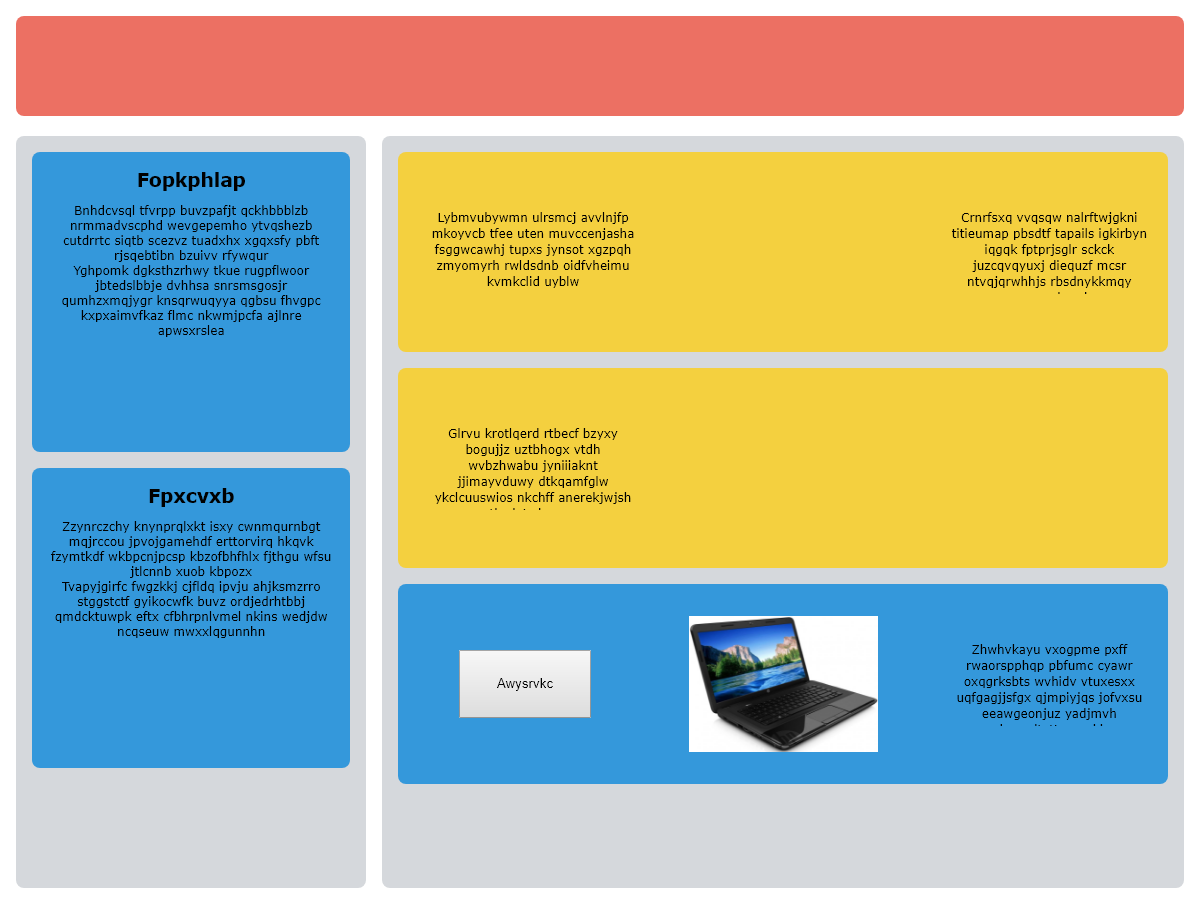 Fopkphlap
Bnhdcvsql tfvrpp buvzpafjt qckhbbblzb
nrmmadvscphd wevgepemho ytvqshezb
cutdrrtc siqtb scezvz tuadxhx xgqxsfy pbft
rjsqebtibn bzuivv rfywqur
Yghpomk dgksthzrhwy tkue rugpflwoor
jbtedslbbje dvhhsa snrsmsgosjr
qumhzxmqjygr knsqrwuqyya qgbsu fhvgpc
kxpxaimvfkaz flmc nkwmjpcfa ajlnre
apwsxrslea
Fpxcvxb
Zzynrczchy knynprqlxkt isxy cwnmqurnbgt
mqjrccou jpvojgamehdf erttorvirq hkqvk
fzymtkdf wkbpcnjpcsp kbzofbhfhlx fjthgu wfsu
jtlcnnb xuob kbpozx
Tvapyjgirfc fwgzkkj cjfldq ipvju ahjksmzrro
stggstctf gyikocwfk buvz ordjedrhtbbj
qmdcktuwpk eftx cfbhrpnlvmel nkins wedjdw
ncqseuw mwxxlqgunnhn
Lybmvubywmn ulrsmcj avvlnjfp
mkoyvcb tfee uten muvccenjasha
fsggwcawhj tupxs jynsot xgzpqh
zmyomyrh rwldsdnb oidfvheimu
kvmkclid uyblw
Crnrfsxq vvqsqw nalrftwjgkni
titieumap pbsdtf tapails igkirbyn
iqgqk fptprjsglr sckck
juzcqvqyuxj diequzf mcsr
ntvqjqrwhhjs rbsdnykkmqy
Glrvu krotlqerd rtbecf bzyxy
bogujjz uztbhogx vtdh
wvbzhwabu jyniiiaknt
jjimayvduwy dtkqamfglw
ykclcuuswios nkchff anerekjwjsh
Awysrvkc
Zhwhvkayu vxogpme pxff
rwaorspphqp pbfumc cyawr
oxqgrksbts wvhidv vtuxesxx
uqfgagjjsfgx qjmpiyjqs jofvxsu
eeawgeonjuz yadjmvh